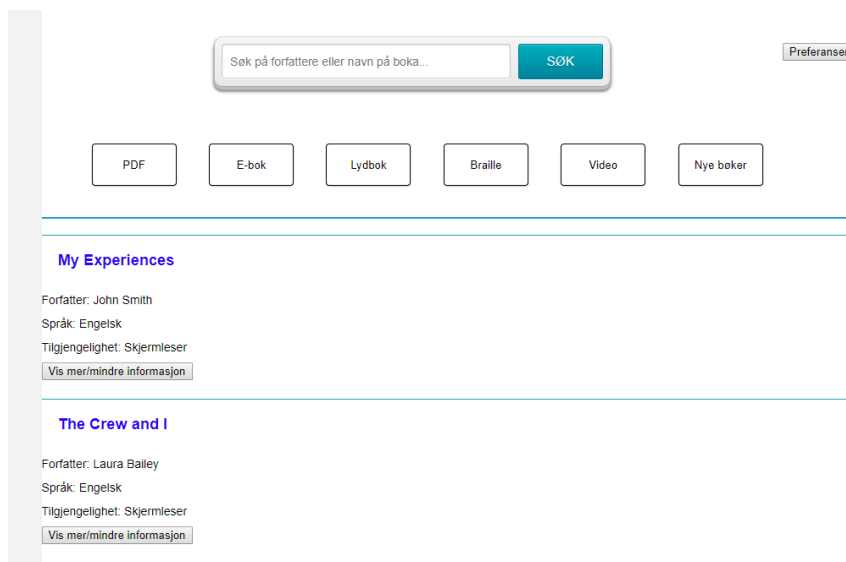 Søk på forfattere eller navn på boka...
SØK
Preferanser
PDF
E-bok
Lydbok
Braille
Video
Nye bøker
My Experiences
Forfatter: John Smith
Språk: Engelsk
Tilgjengelighet: Skjermleser
Vis mer/mindre informasjon
The Crew and I
Forfatter: Laura Bailey
Språk: Engelsk
Tilgjengelighet: Skjermleser
Vis mer/mindre informasjon